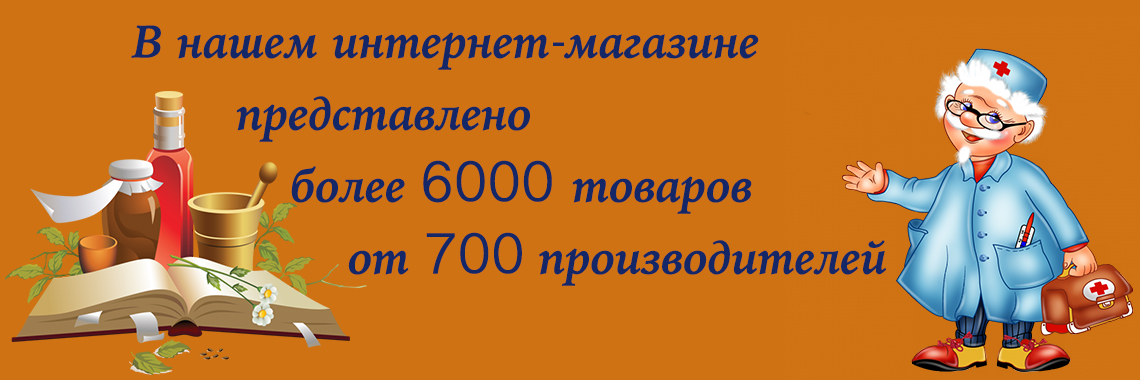 В нашем интернет-магазине
представлено
более 6000 товаров
от 700 производителей